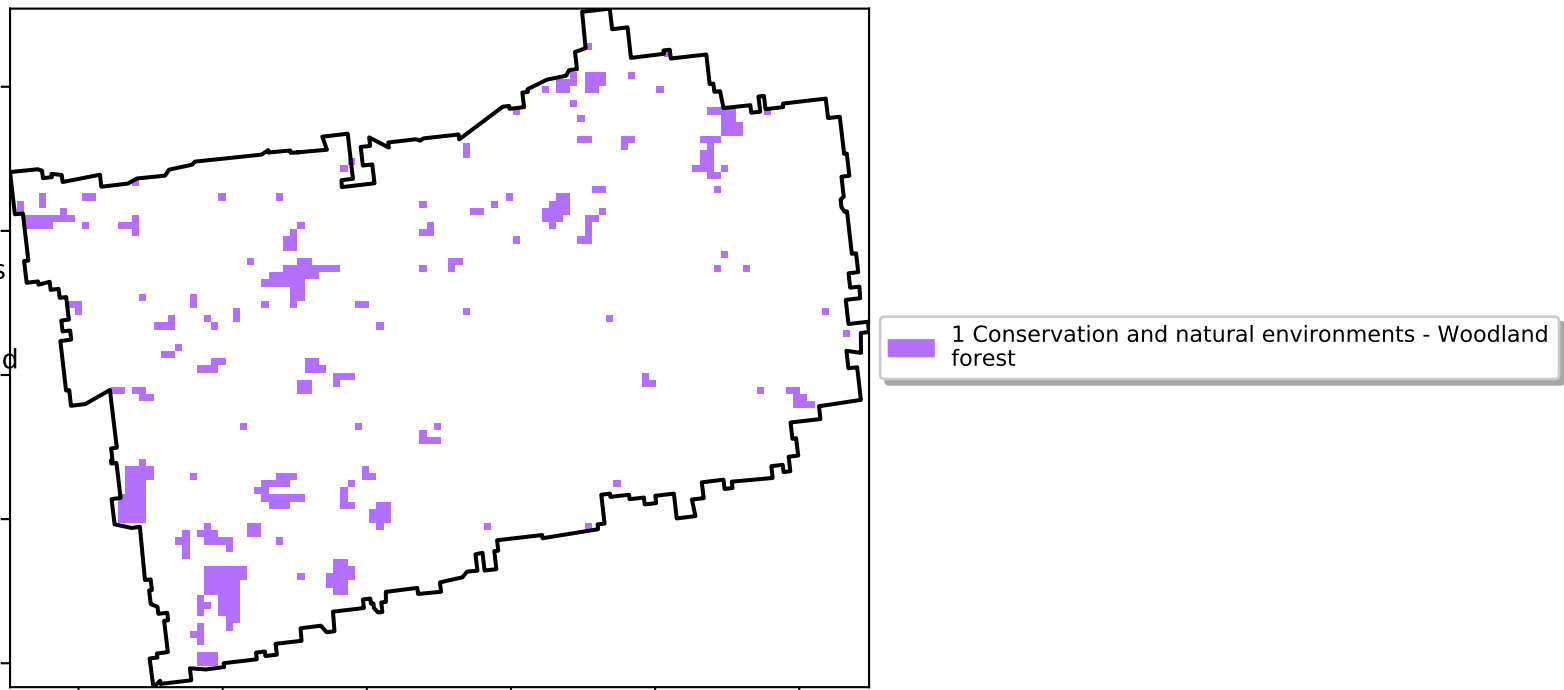 s
d
1 Conservation and natural environments - Woodland
forest